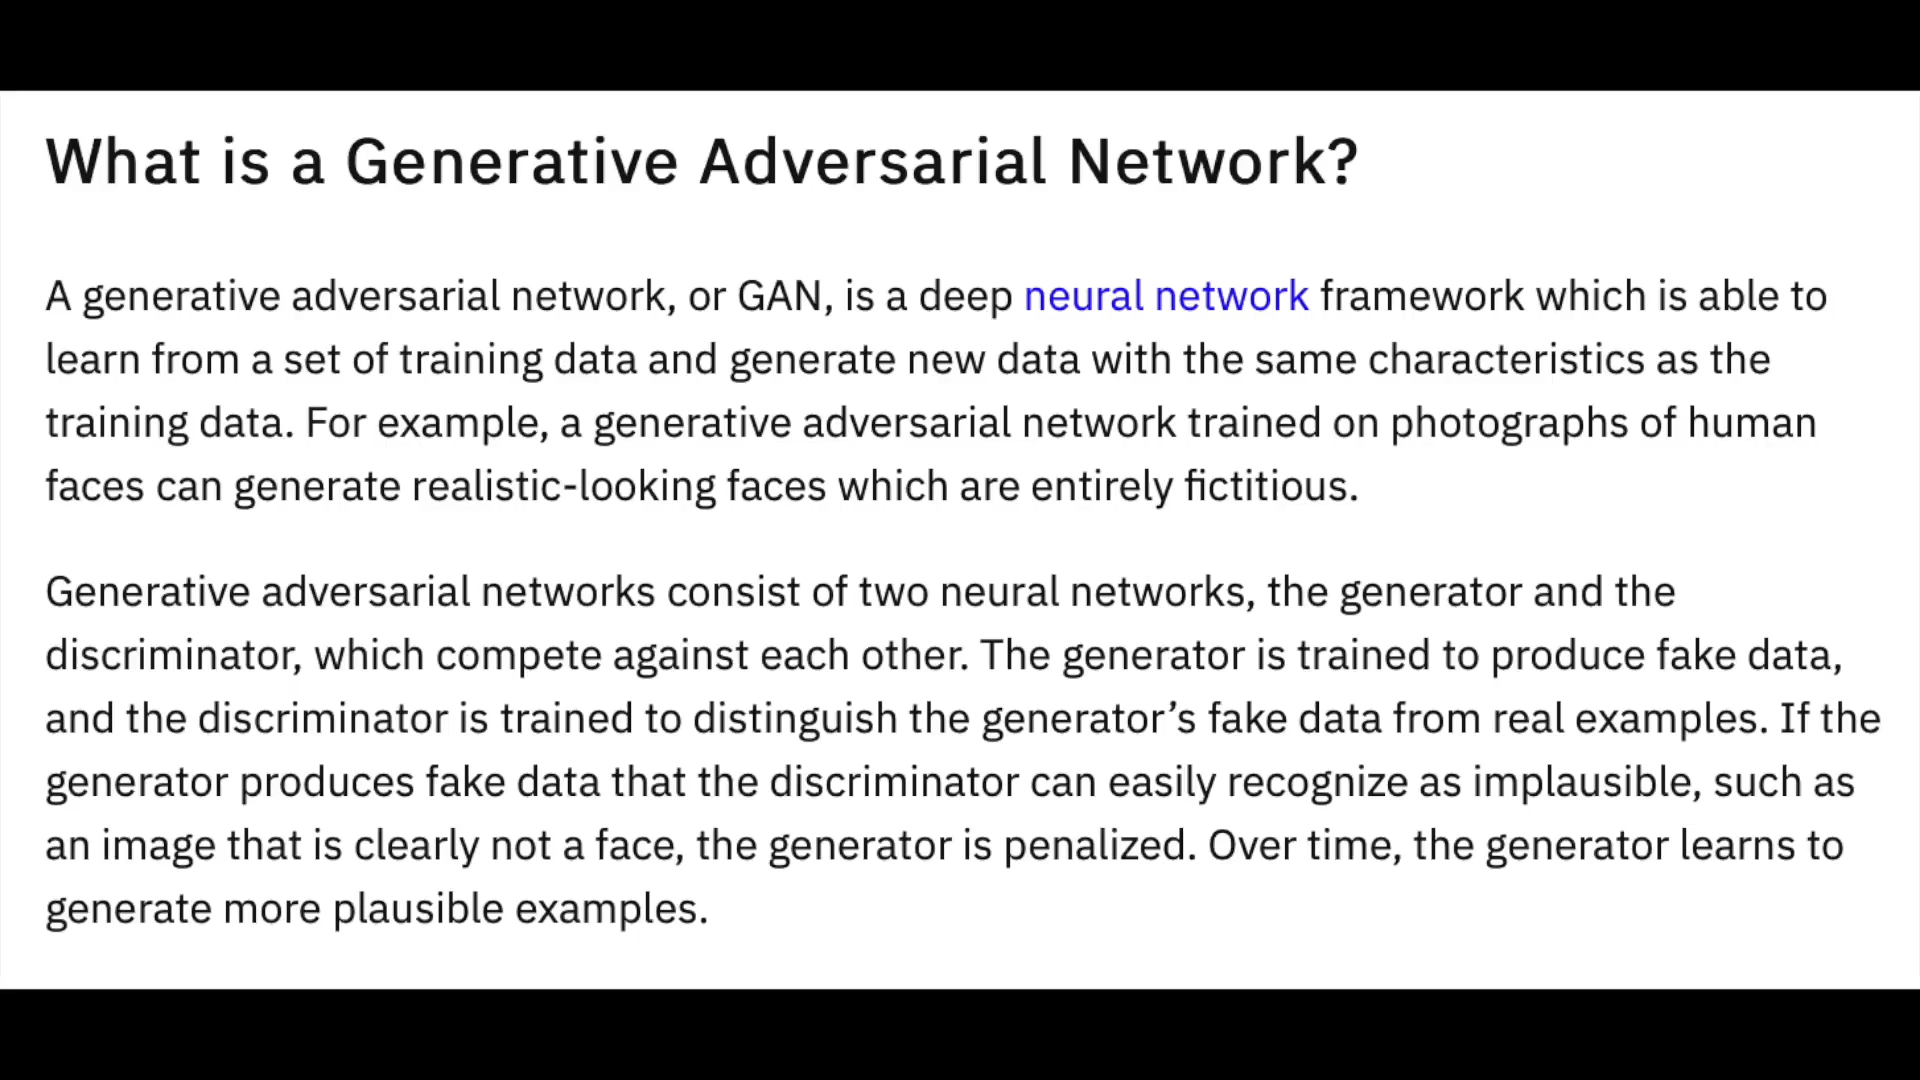 What is a Generative Adversarial Network?
A generative adversarial network, or GAN, is a deep neural network framework which is able to
learn from a set of training data and generate new data with the same characteristics as the
training data. For example, a generative adversarial network trained on photographs of human
faces can generate realistic-looking faces which are entirely fictitious.
Generative adversarial networks consist of two neural networks, the generator and the
discriminator, which compete against each other. The generator is trained to produce fake data,
and the discriminator is trained to distinguish the generator’s fake data from real examples. If the
generator produces fake data that the discriminator can easily recognize as implausible, such as
an image that is clearly not a face, the generator is penalized. Over time, the generator learns to
generate more plausible examples.